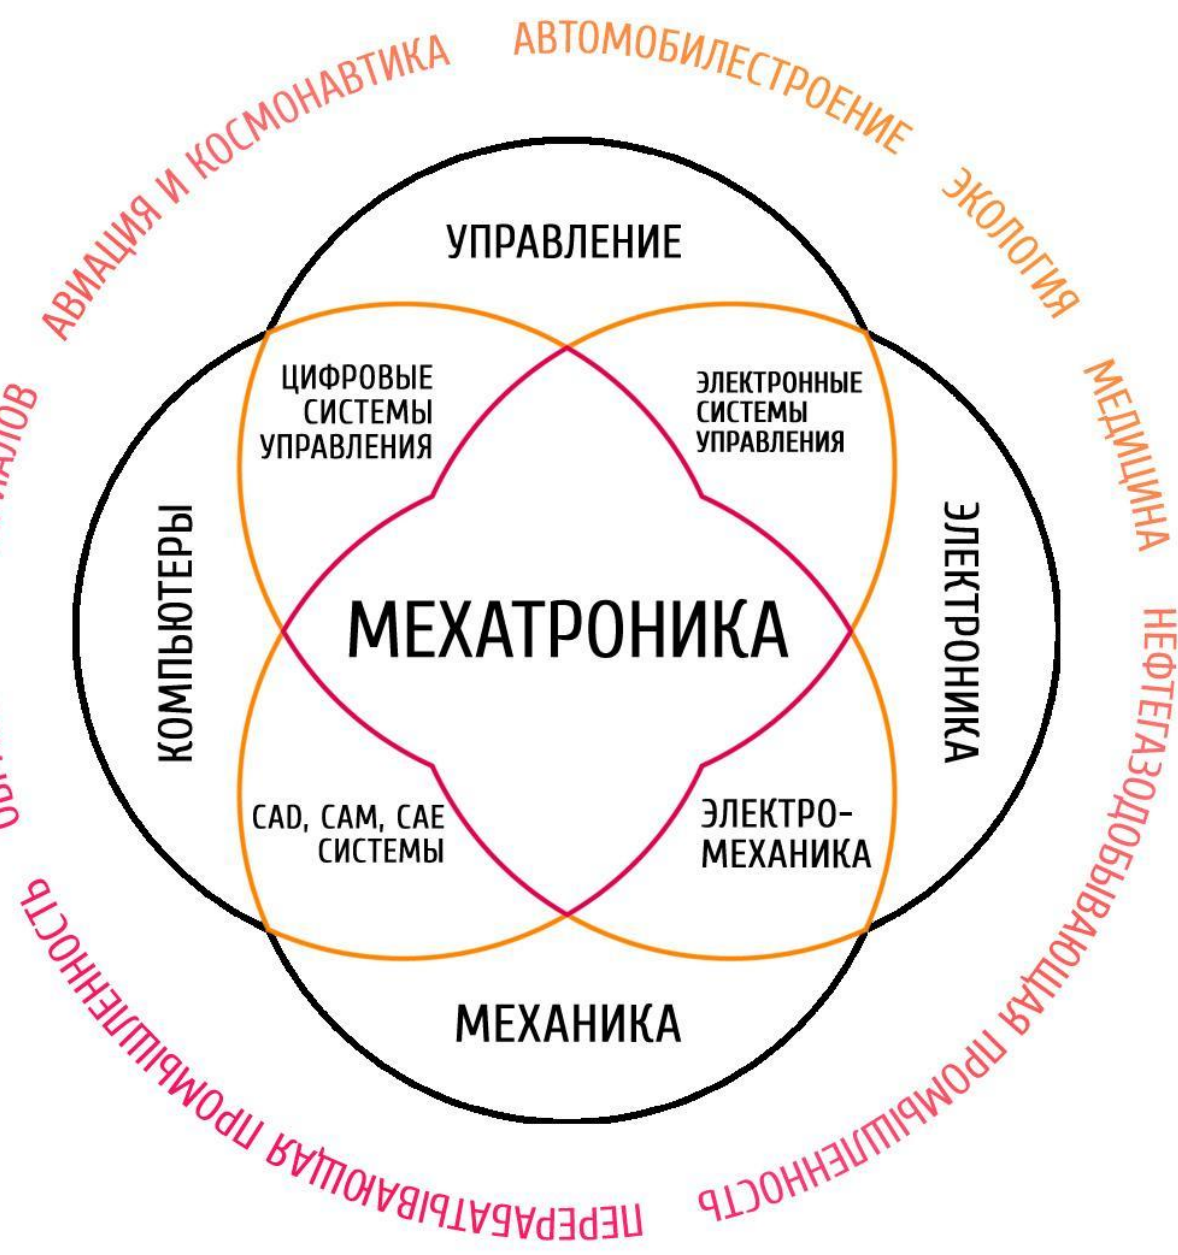 АВИАЦИЯ И КОСМОНАВТИКА
АВТОМОБИЛЕСТРОЕНИЕ
ЭКОЛОГИЯ
МЕДИЦИНА
НЕФТЕГАЗОДОБЫВАЮЩАЯ ПРОМЫШЛЕННОСТЬ
ПЕРЕРАБАТЫВАЮЩАЯ ПРОМЫШЛЕННОСТЬ
УПРАВЛЕНИЕ
ЦИФРОВЫЕ
СИСТЕМЫ
УПРАВЛЕНИЯ
ЭЛЕКТРОННЫЕ
СИСТЕМЫ
УПРАВЛЕНИЯ
КОМПЬЮТЕРЫ
МЕХАТРОНИКА
ЭЛЕКТРОНИКА
CAD, CAM, CAE
СИСТЕМЫ
ЭЛЕКТРО-
МЕХАНИКА
МЕХАНИКА